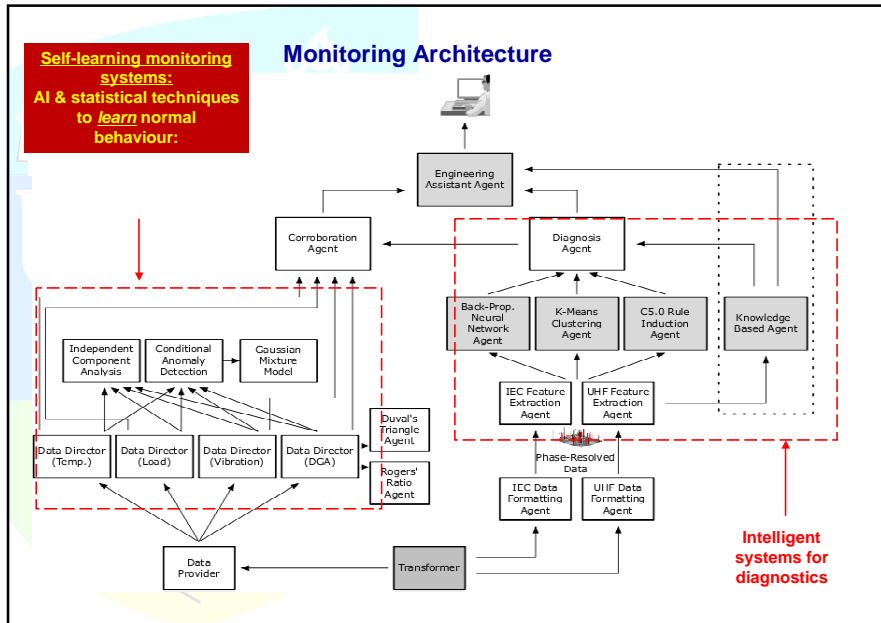 Monitoring Architecture
Self-learning monitoring
systems:
AI & statistical techniques
to learn normal
behaviour:
Engineering
Assistant Agent
Corroboration
Agent
Diagnosis
Agent
Back-Prop.
Neural
Network
Agent
K-Means
Clustering
Agent
C5.0 Rule
Induction
Agent
Knowledge
Based Agent
Independent
Component
Analysis
Conditional
Anomaly
Detection
Gaussian
Mixture
Model
IEC Feature
Extraction
Agent
UHF Feature
Extraction
Agent
Duval's
Triangle
Agent
Data Director
(Temp.)
Data Director
(Load)
Data Director
(Vibration)
Data Director
(DGA)
Rogers'
Ratio
Agent
Phase-Resolved
Data
IEC Data
Formatting
Agent
UHF Data
Formatting
Agent
Intelligent
systems for
diagnostics
Data
Provider
Transformer